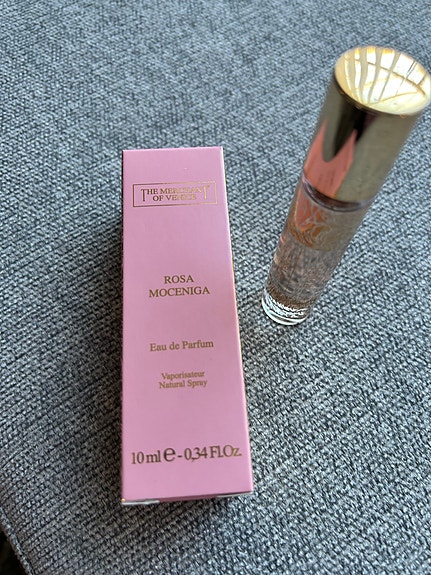 THE MERCHANT
OF VENICE
ROSA
MOCENIGA
Eau de Parfum
Vaporisateur
Natural Spray
10 ml e - 0,34 Fl.Oz.